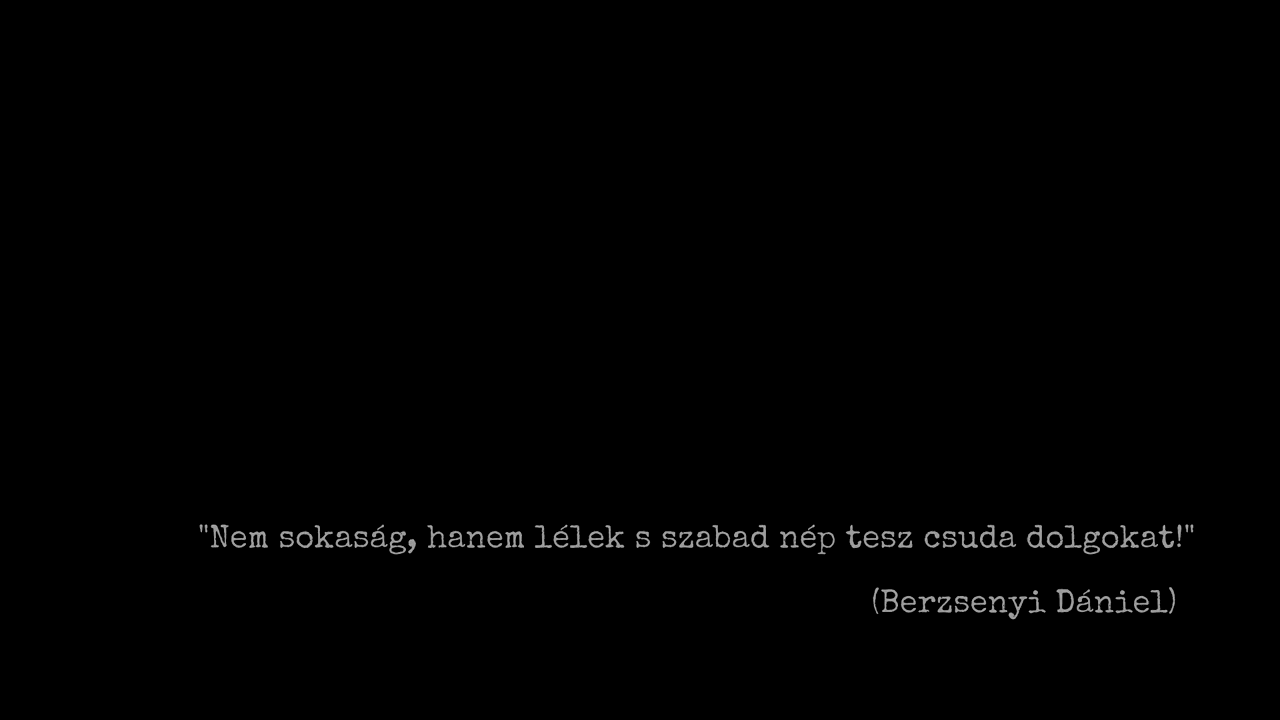 "Nem sokaság, hanem lélek s szabad nép tesz csuda dolgokat!"
(Berzsenyi Dániel)